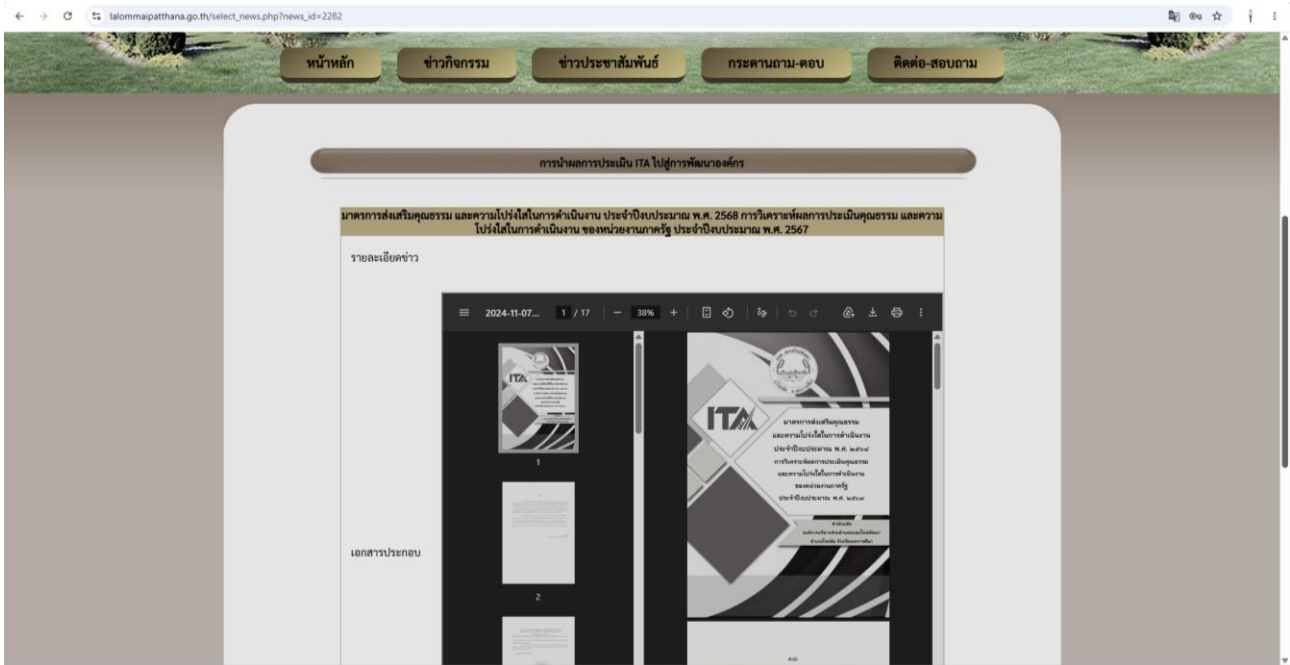 lalommaipatthana.go.th/select_news.php?news_id=2282
หน้าหลัก
ข่าวกิจกรรม
ข่าวประชาสัมพันธ์
กระดานถาม-ตอบ
ติดต่อ-สอบถาม
การนำผลการประเมิน ITA ไปสู่การพัฒนาองค์กร
มาตรการส่งเสริมคุณธรรม และความโปร่งใสในการดำเนินงาน ประจำปีงบประมาณ พ.ศ. 2568 การวิเคราะห์ผลการประเมินคุณธรรม และความ
โปร่งใสในการดำเนินงาน ของหน่วยงานภาครัฐ ประจำปีงบประมาณ พ.ศ. 2567
รายละเอียดข่าว
2024-11-07... 1 / 17 38%
ITA
1
2
ITA
มาตรการส่งเสริมคุณธรรม
และความโปร่งใสในการดำเนินงาน
ประจำปีงบประมาณ พ.ศ. ๒๕๖๘
การวิเคราะห์ผลการประเมินคุณธรรม
และความโปร่งใสในการดำเนินงาน
ของหน่วยงานภาครัฐ
ประจำปีงบประมาณ พ.ศ. ๒๕๖๗
เอกสารประกอบ